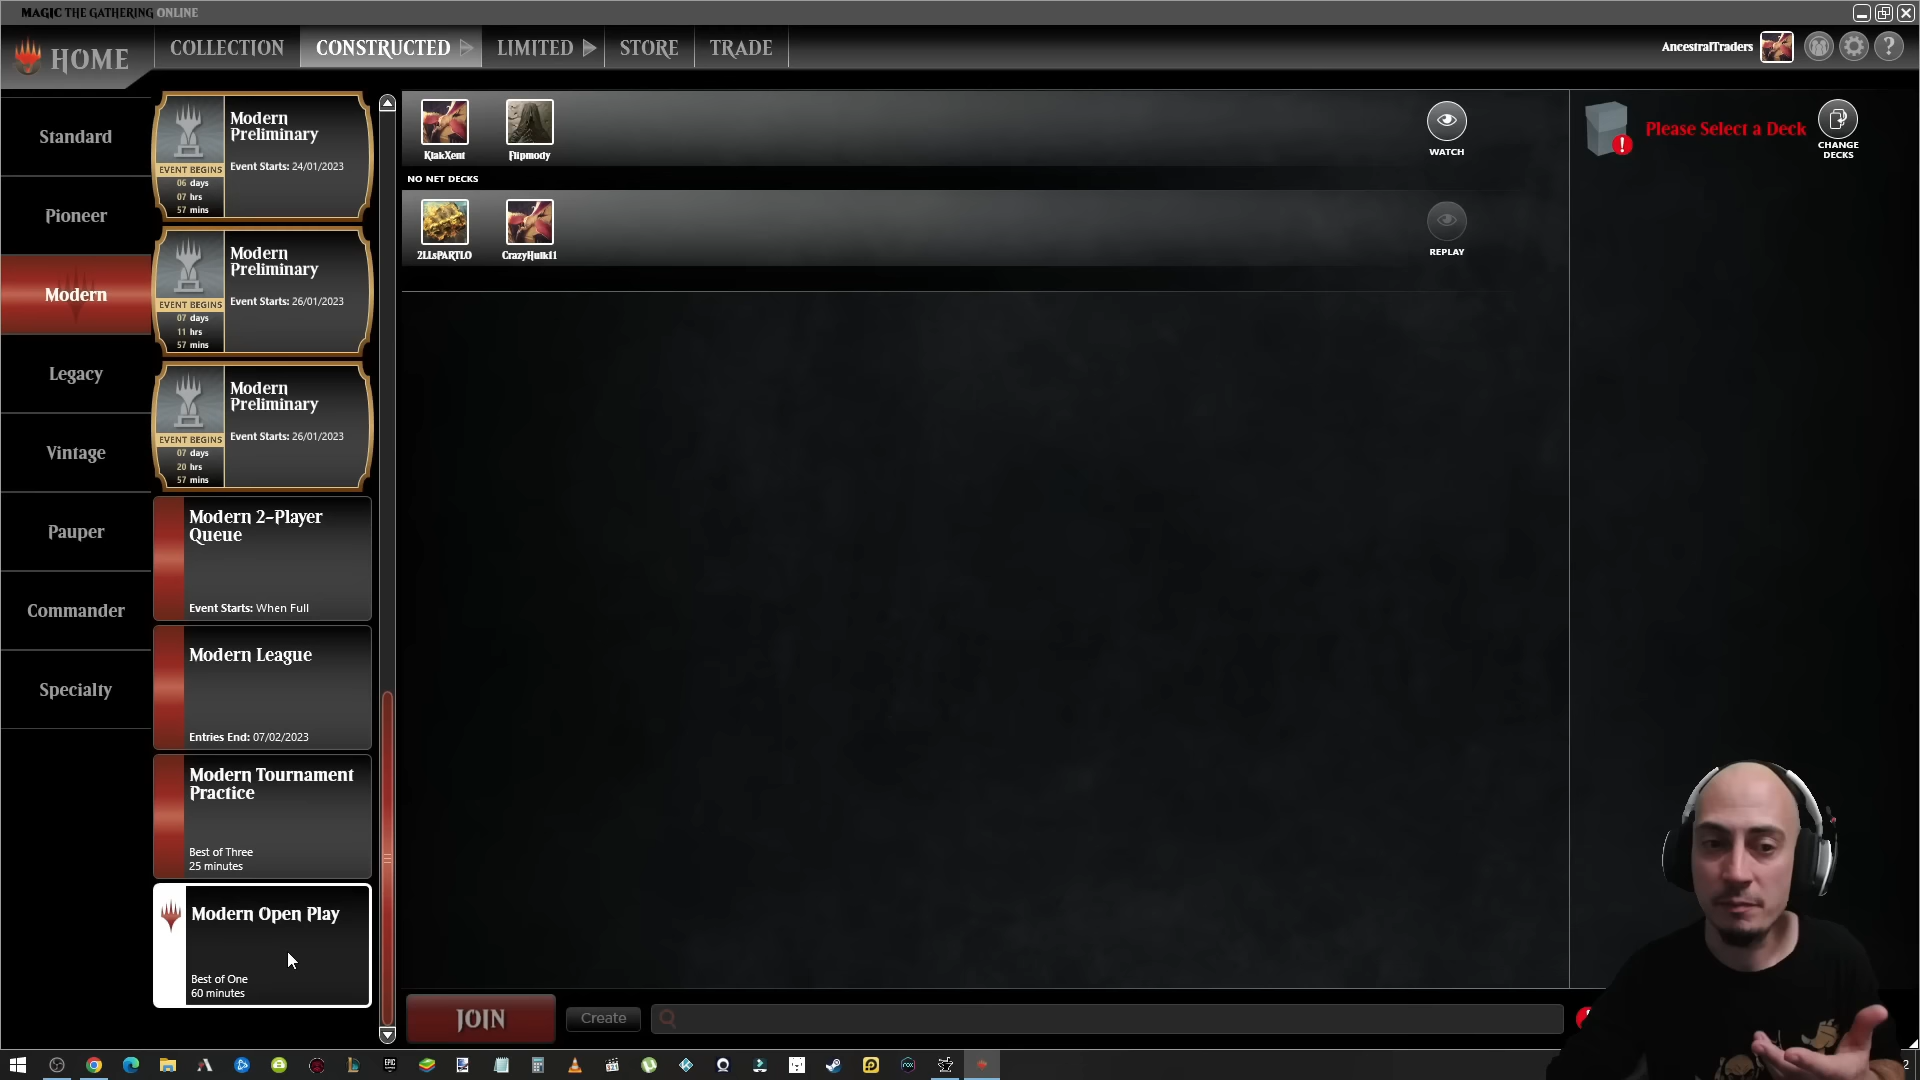 MAGIC THE GATHERING ONLINE
HOME
COLLECTION
CONSTRUCTED
LIMITED
STORE
TRADE
AncestralTraders
?
Standard
Pioneer
Modern
Legacy
Vintage
Pauper
Commander
Specialty
Modern
Preliminary
Event Starts: 24/01/2023
EVENT BEGINS
06 days
07 hrs
57 mins
Modern
Preliminary
Event Starts: 26/01/2023
EVENT BEGINS
07 days
11 hrs
57 mins
Modern
Preliminary
Event Starts: 26/01/2023
EVENT BEGINS
07 days
20 hrs
57 mins
Modern 2-Player
Queue
Event Starts: When Full
Modern League
Entries End: 07/02/2023
Modern Tournament
Practice
Best of Three
25 minutes
Modern Open Play
Best of One
60 minutes
KlakXent
Flipmody
WATCH
NO NET DECKS
2LLsPARTLO
CrazyHulk11
REPLAY
!
Please Select a Deck
CHANGE
DECKS
JOIN
Create
EPIC